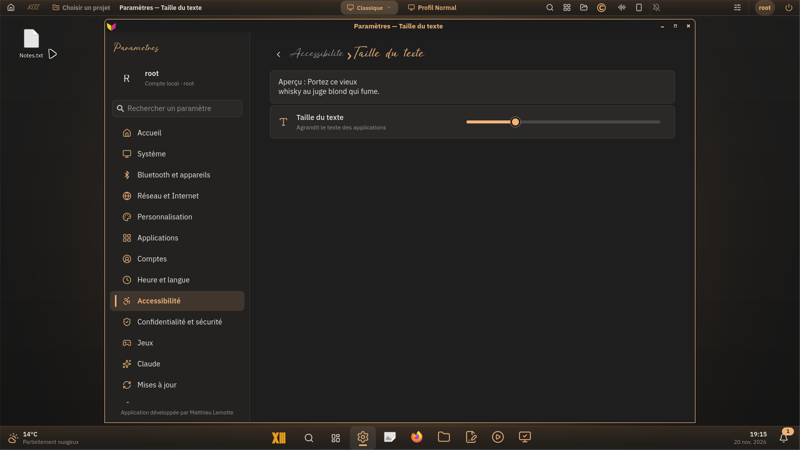 Choisir un projet
Paramètres — Taille du texte
Classique
Profil Normal
root
Notes.txt
Paramètres — Taille du texte
Paramètres
R
root
Compte local · root
Rechercher un paramètre
Accueil
Système
Bluetooth et appareils
Réseau et Internet
Personnalisation
Applications
Comptes
Heure et langue
Accessibilité
Confidentialité et sécurité
Jeux
Claude
Mises à jour
Application développée par Matthieu Lamotte
Accessibilité › Taille du texte
Aperçu : Portez ce vieux
whisky au juge blond qui fume.
Taille du texte
Agrandit le texte des applications
14°C
Partiellement nuageux
XIII
19:15
20 nov. 2026
1